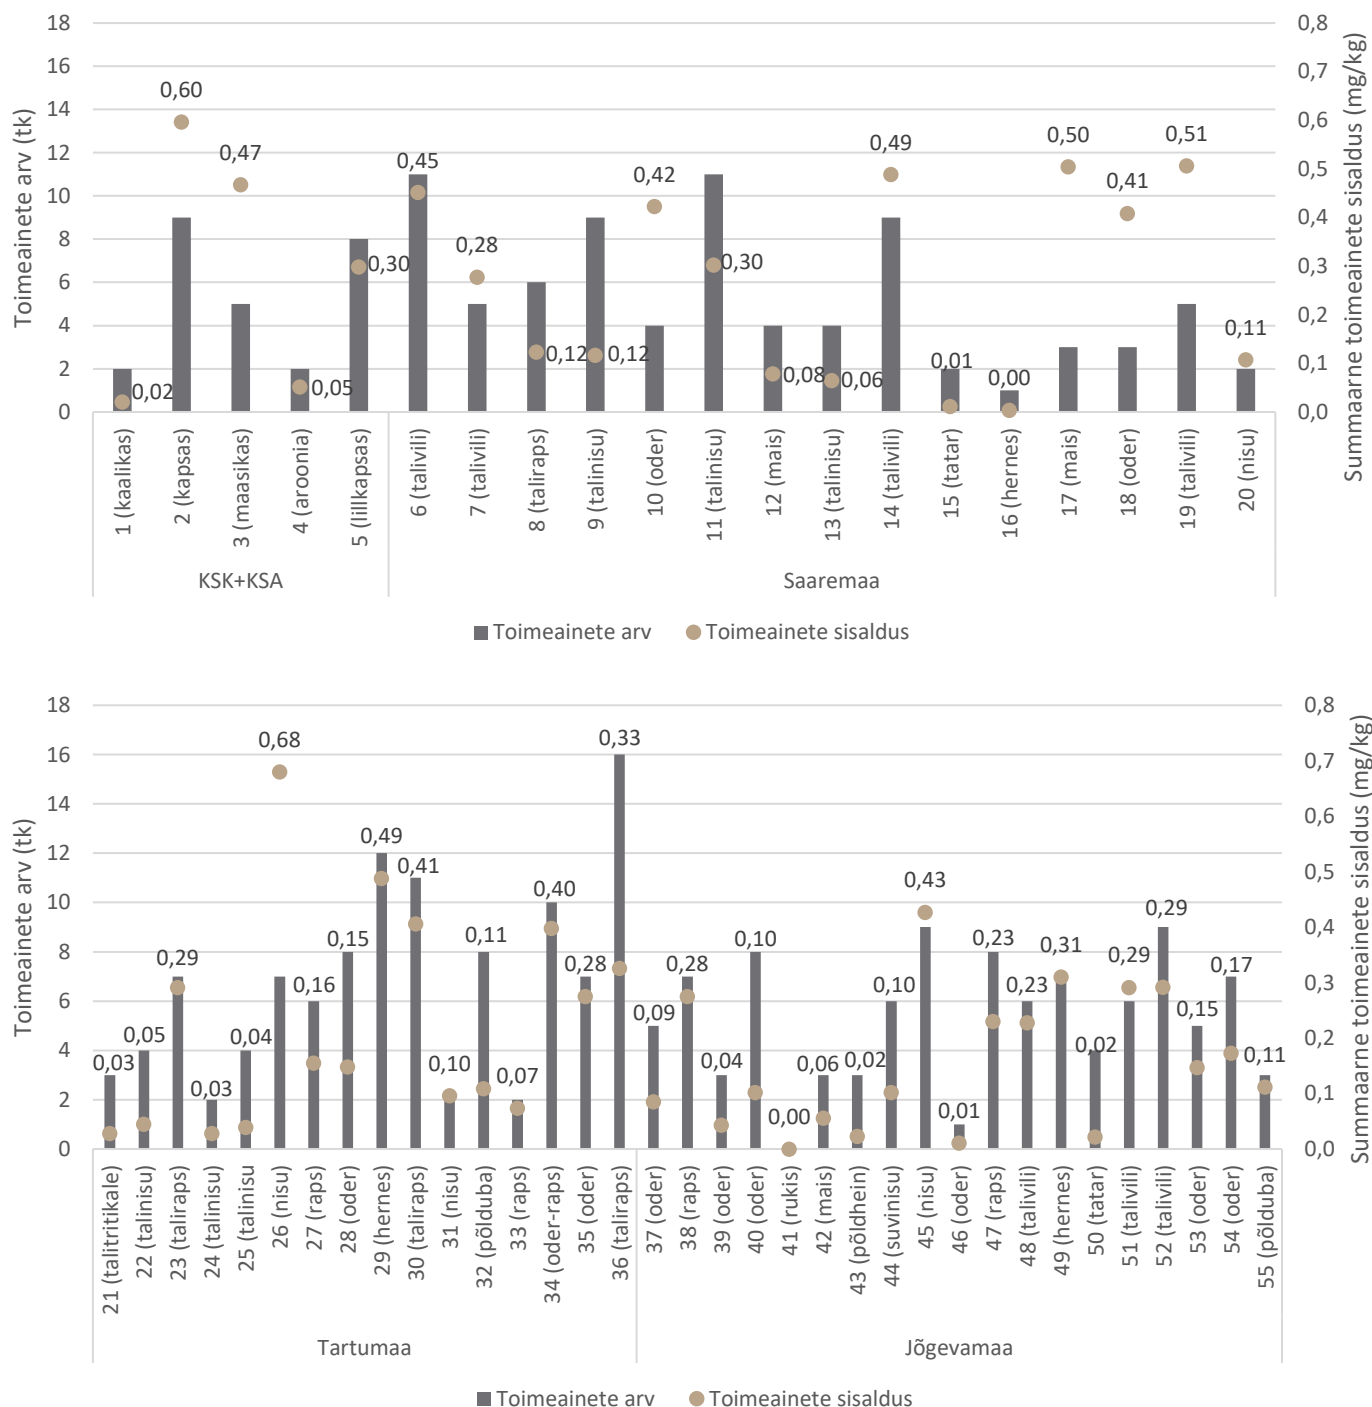 18
16
14
12
10
8
6
4
2
0
Toimeainete arv (tk)
0,8
0,7
0,6
0,5
0,4
0,3
0,2
0,1
0,0
Summaarne toimeainete sisaldus (mg/kg)
0,02
0,60
0,47
0,05
0,30
0,45
0,28
0,12
0,12
0,42
0,30
0,08
0,06
0,49
0,01
0,00
0,50
0,41
0,51
0,11
1 (kaalikas)
2 (kapsas)
3 (maasikas)
4 (aroonia)
5 (lillkapsas)
6 (talivili)
7 (talivili)
8 (taliraps)
9 (talinisu)
10 (oder)
11 (talinisu)
12 (mais)
13 (talinisu)
14 (talivili)
15 (tatar)
16 (hernes)
17 (mais)
18 (oder)
19 (talivili)
20 (nisu)
KSK+KSA
Saaremaa
Toimeainete arv
Toimeainete sisaldus
18
16
14
12
10
8
6
4
2
0
Toimeainete arv (tk)
0,8
0,7
0,6
0,5
0,4
0,3
0,2
0,1
0,0
Summaarne toimeainete sisaldus (mg/kg)
0,03
0,05
0,29
0,03
0,04
0,68
0,16
0,15
0,49
0,41
0,10
0,11
0,07
0,40
0,28
0,33
0,09
0,28
0,04
0,10
0,00
0,06
0,02
0,10
0,43
0,01
0,23
0,23
0,31
0,02
0,29
0,29
0,15
0,17
0,11
21 (talitritikale)
22 (talinisu)
23 (taliraps)
24 (talinisu)
25 (talinisu
26 (nisu)
27 (raps)
28 (oder)
29 (hernes)
30 (taliraps)
31 (nisu)
32 (põlduba)
33 (raps)
34 (oder-raps)
35 (oder)
36 (taliraps)
37 (oder)
38 (raps)
39 (oder)
40 (oder)
41 (rukis)
42 (mais)
43 (põldhein)
44 (suvinisu)
45 (nisu)
46 (oder)
47 (raps)
48 (talivili)
49 (hernes)
50 (tatar)
51 (talivili)
52 (talivili)
53 (oder)
54 (oder)
55 (põlduba)
Tartumaa
Jõgevamaa
Toimeainete arv
Toimeainete sisaldus